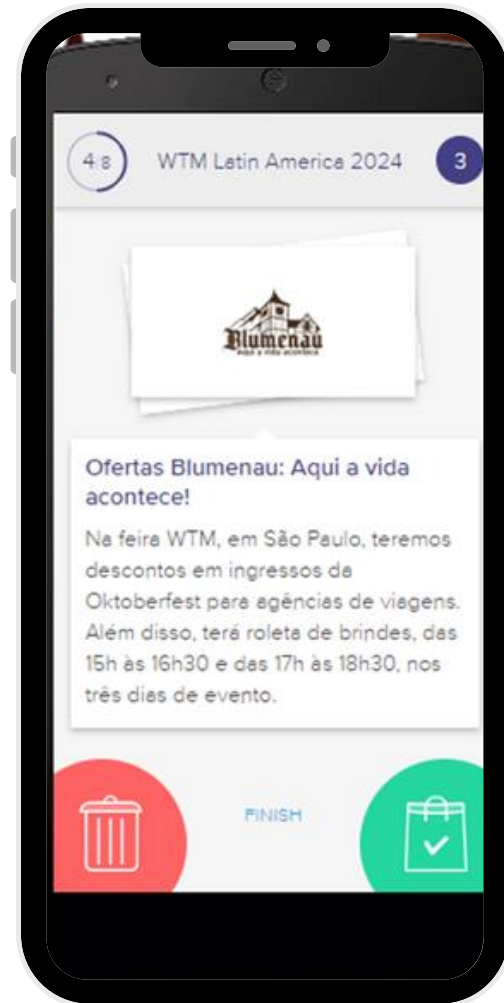 4/8
WTM Latin America 2024
3
Blumenau
Aqui a vida acontece
Ofertas Blumenau: Aqui a vida
acontece!
Na feira WTM, em São Paulo, teremos
descontos em ingressos da
Oktoberfest para agências de viagens.
Além disso, terá roleta de brindes, das
15h às 16h30 e das 17h às 18h30, nos
três dias de evento.
FINISH